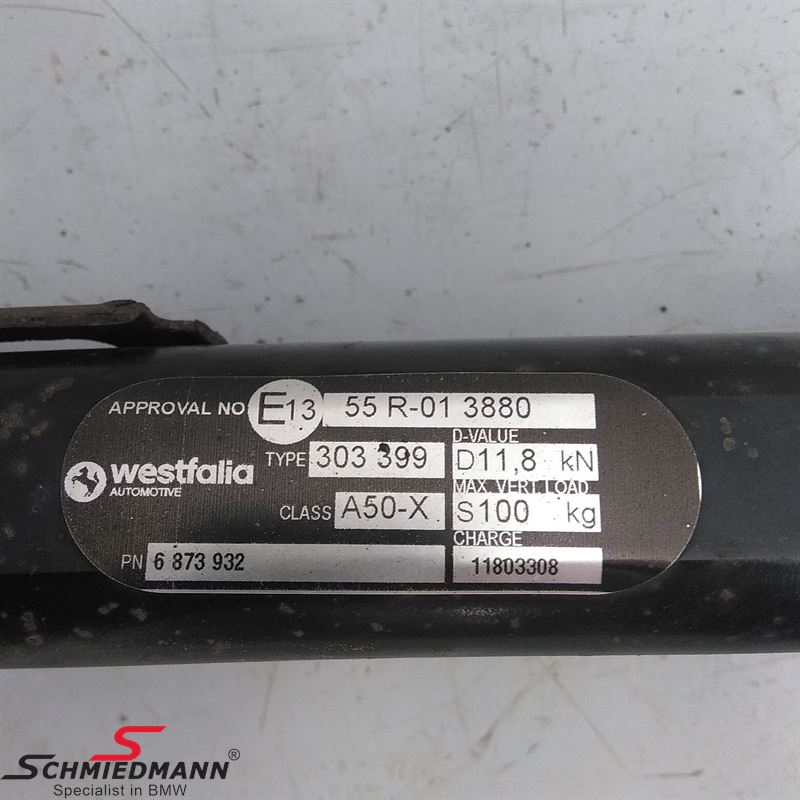 APPROVAL NO E13 55 R-01 3880
D-VALUE
TYPE 303 399 D11,8 kN
westfalia
AUTOMOTIVE
MAX. VERT. LOAD
CLASS A50-X S100 kg
CHARGE
PN 6 873 932 11803308
SCHMIEDMANN®
Specialist in BMW